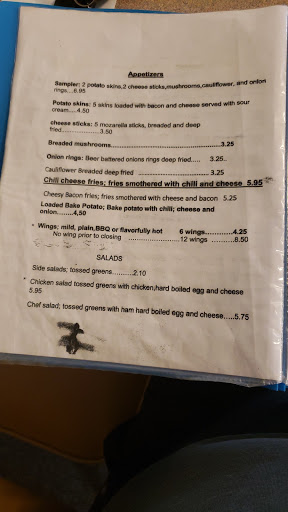 Appetizers
Sampler: 2 potato skins,2 cheese sticks,mushrooms,cauliflower, and onion
rings....6.95
Potato skins: 5 skins loaded with bacon and cheese served with sour
cream....4.50
cheese sticks: 5 mozarella sticks, breaded and deep
fried................3.50
Breaded mushrooms............................................3.25
Onion rings: Beer battered onions rings deep fried..... 3.25..
Cauliflower Breaded deep fried ............................ 3.25
Chili cheese fries; fries smothered with chili and cheese 5.95
Cheesy Bacon fries; fries smothered with cheese and bacon 5.25
Loaded Bake Potato; Bake potato with chili; cheese and
onion........4,50
• Wings; mild, plain,BBQ or flavorfully hot 6 wings...........4.25
No wing prior to closing ....................12 wings ..........8.50
SALADS
Side salads; tossed greens...........2.10
Chicken salad tossed greens with chicken,hard boiled egg and cheese
5.95
Chef salad; tossed greens with ham hard boiled egg and cheese.....5.75